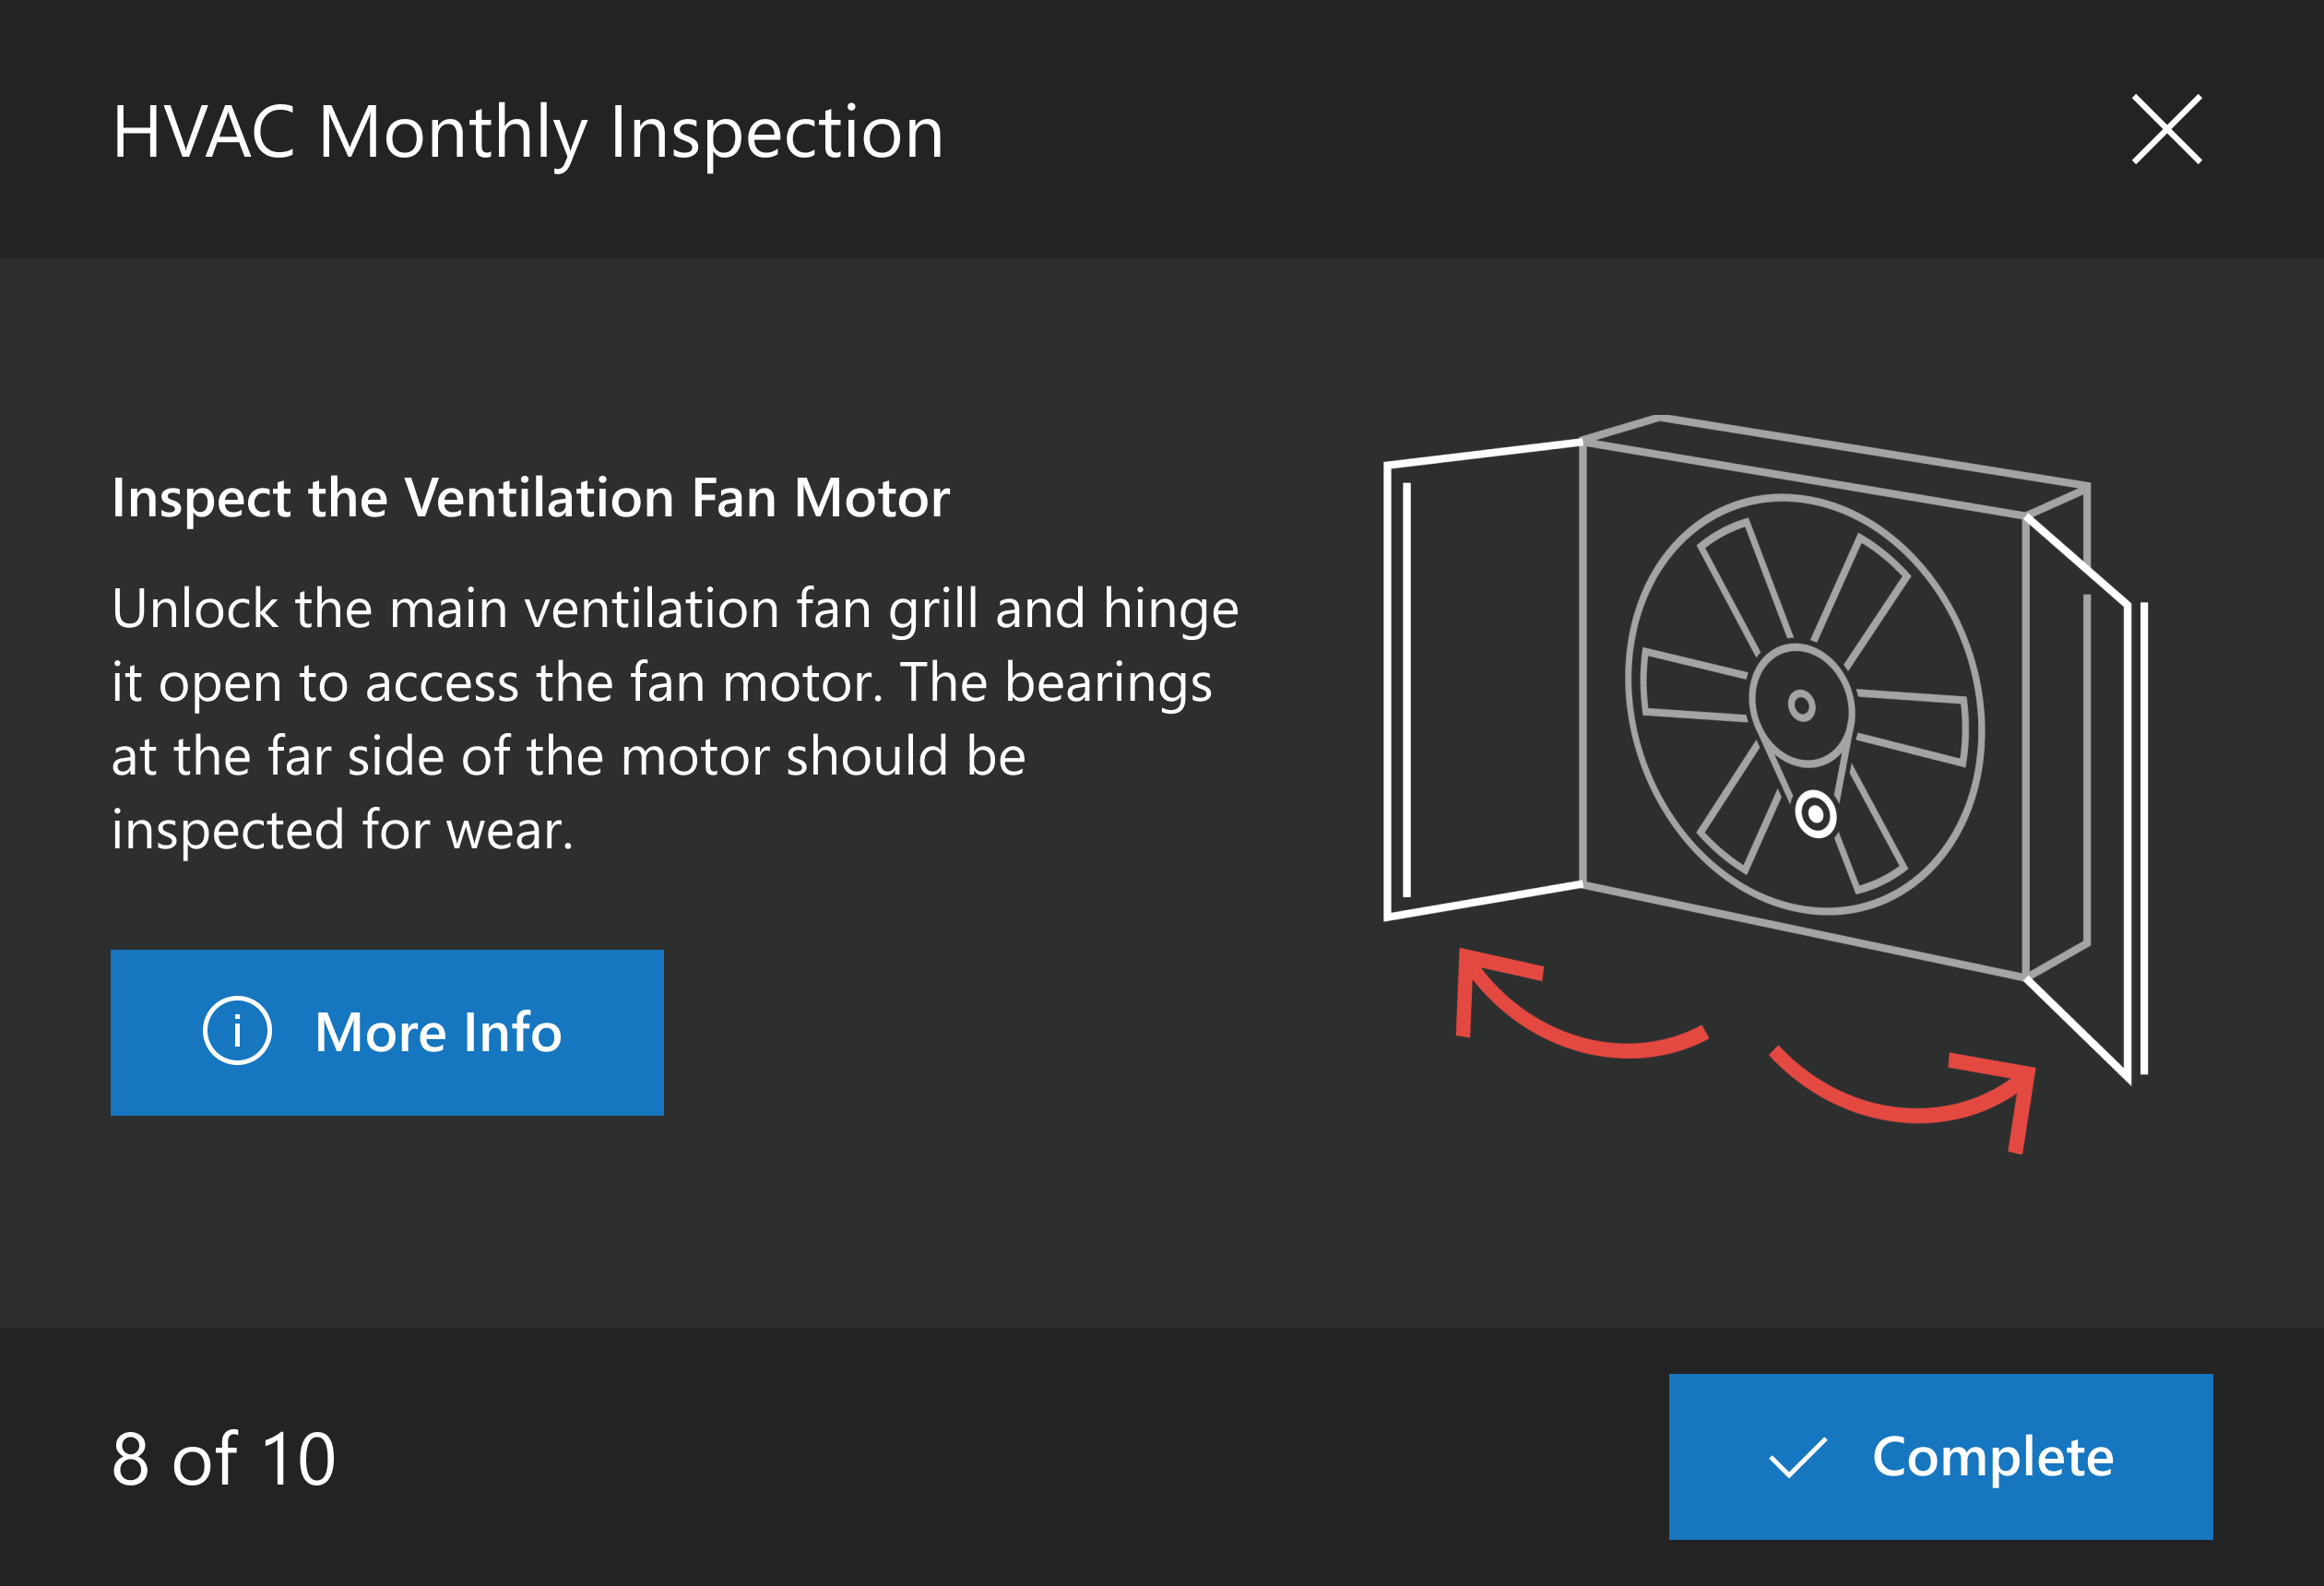 HVAC Monthly Inspection
Inspect the Ventilation Fan Motor
Unlock the main ventilation fan grill and hinge
it open to access the fan motor. The bearings
at the far side of the motor should be
inspected for wear.
i More Info
8 of 10
Complete